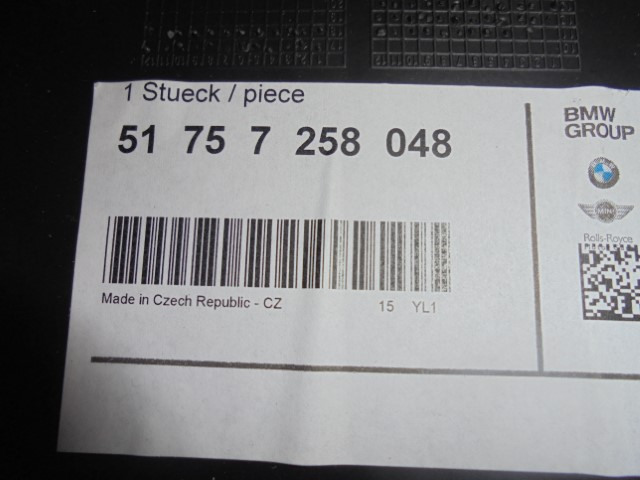 1 Stueck / piece
51 75 7 258 048
Made in Czech Republic - CZ 15 YL1
BMW
GROUP
MINI
Rolls-Royce